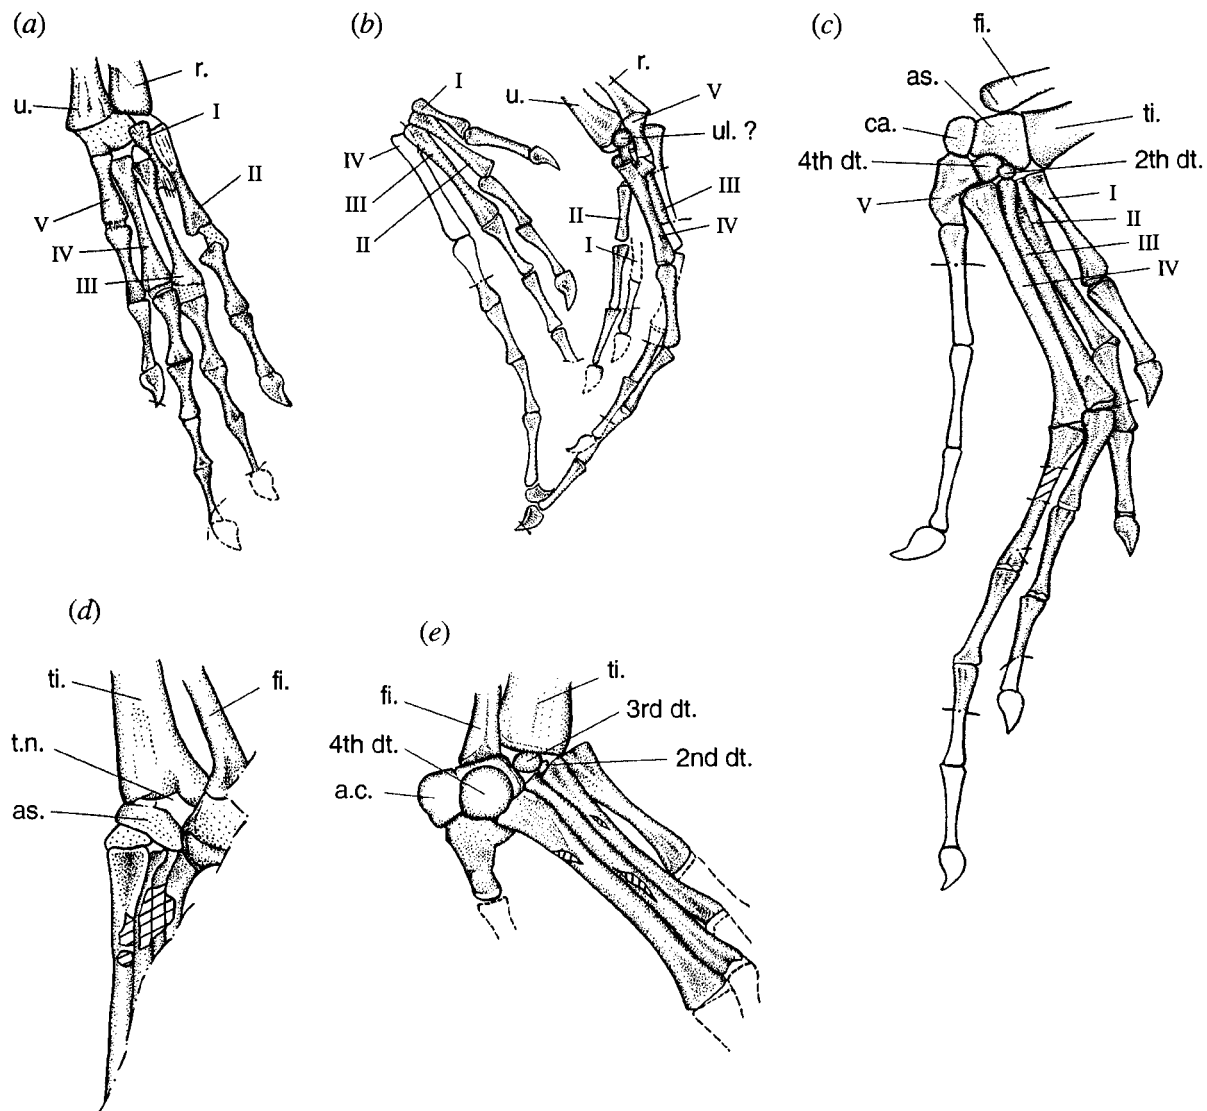 (a)
r.
u.
I
II
V
IV
III
(b)
I
r.
u.
V
ul. ?
IV
III
II
II
III
I
IV
(c)
fi.
as.
ca.
ti.
4th dt.
2th dt.
V
I
II
III
IV
(d)
ti.
fi.
t.n.
as.
(e)
fi.
ti.
3rd dt.
4th dt.
2nd dt.
a.c.